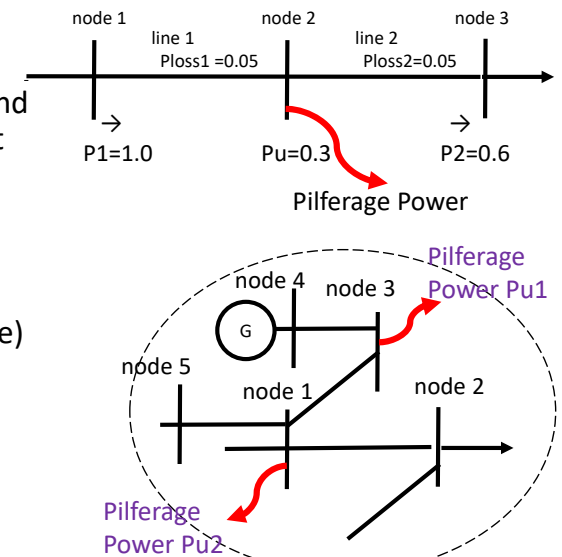 node 1
node 2
node 3
line 1
line 2
Ploss1 =0.05
Ploss2=0.05
nd
t
→
→
P1=1.0
Pu=0.3
P2=0.6
Pilferage Power
Pilferage
Power Pu1
node 4
node 3
G
e)
node 5
node 1
node 2
Pilferage
Power Pu2